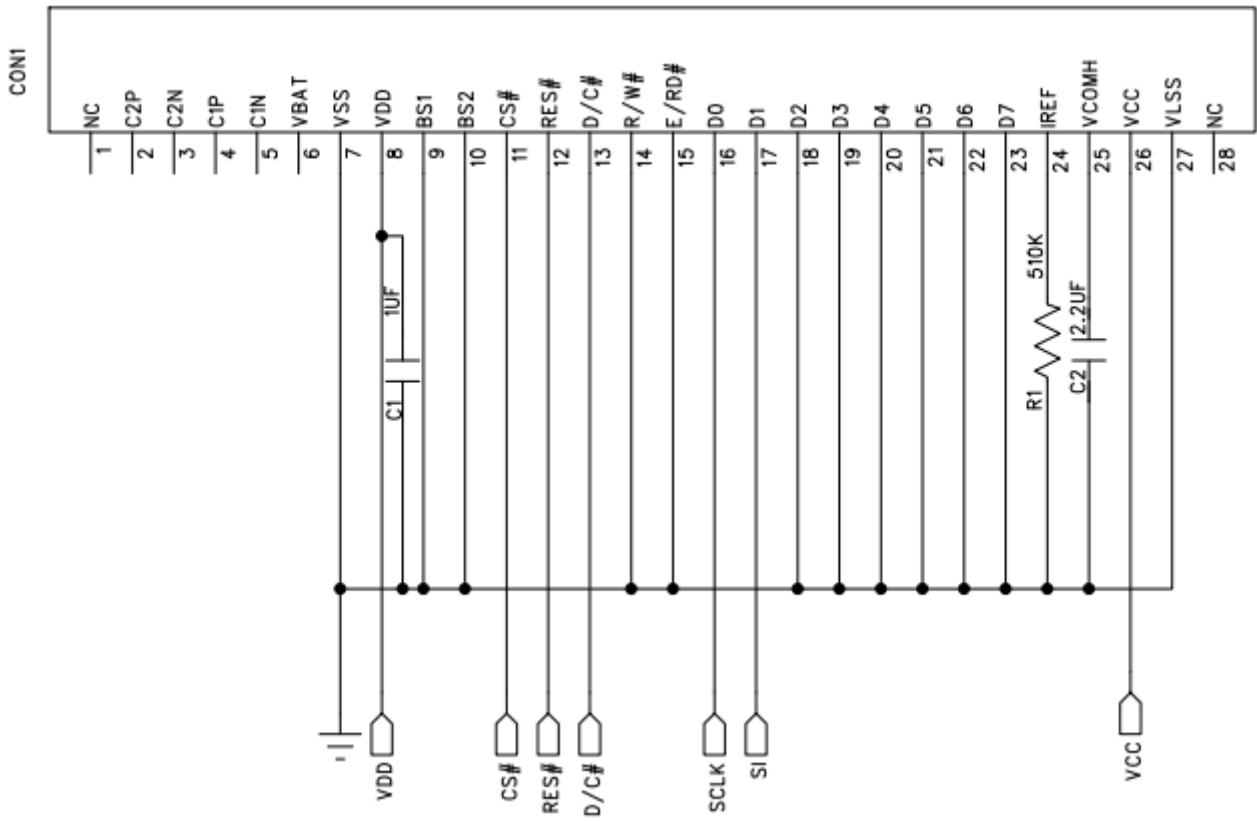 CON1
NC
C2P
C2N
C1P
C1N
VBAT
VSS
VDD
BS1
BS2
CS#
RES#
D/C#
R/W#
E/RD#
D0
D1
D2
D3
D4
D5
D6
D7
IREF
VCOMH
VCC
VLSS
NC
1
2
3
4
5
6
7
8
9
10
11
12
13
14
15
16
17
18
19
20
21
22
23
24
25
26
27
28
1UF
C1
510K
R1
2.2UF
C2
VDD
CS#
RES#
D/C#
SCLK
SI
VCC